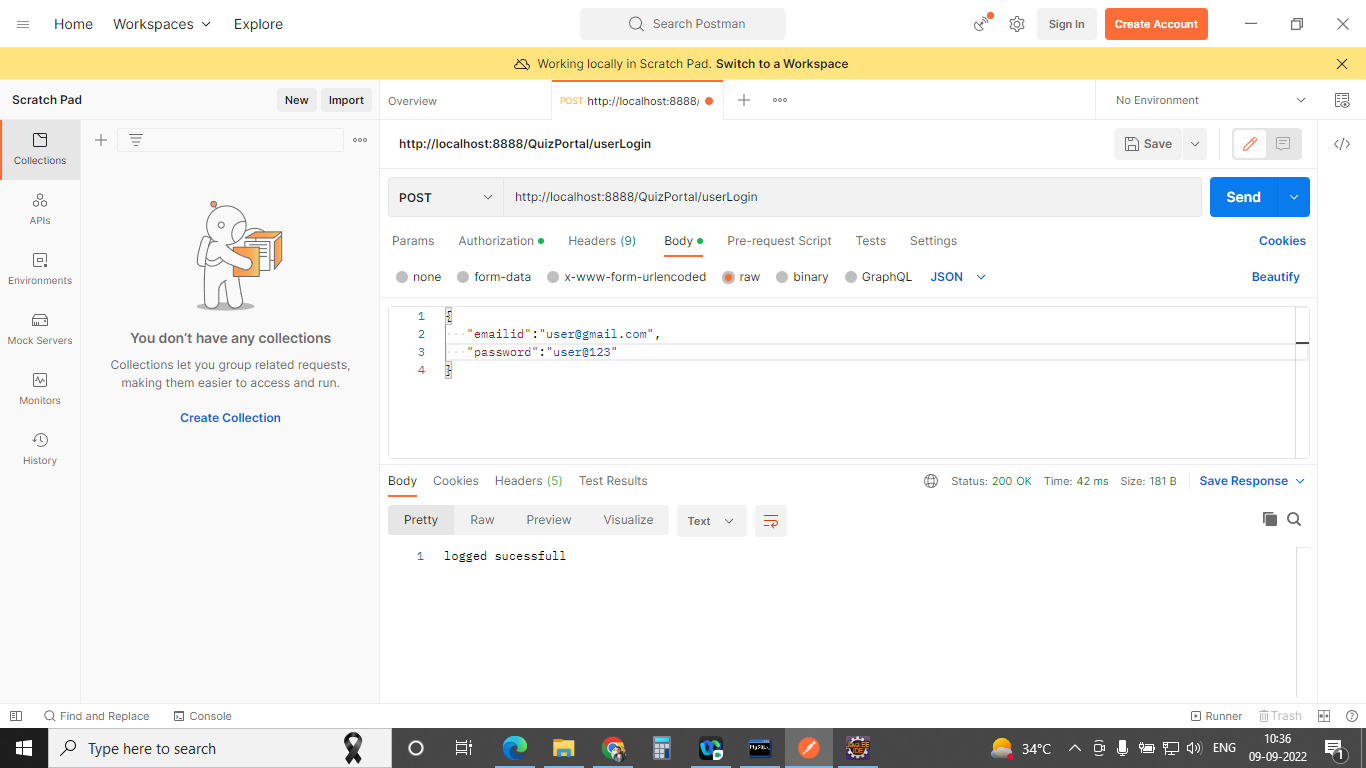 Home Workspaces Explore Search Postman Sign In Create Account
Working locally in Scratch Pad. Switch to a Workspace
Scratch Pad New Import Overview POST http://localhost:8888/ No Environment
Collections
APIs
Environments
Mock Servers
Monitors
History
You don't have any collections
Collections let you group related requests,
making them easier to access and run.
Create Collection
http://localhost:8888/QuizPortal/userLogin Save
POST http://localhost:8888/QuizPortal/userLogin Send
Params Authorization Headers (9) Body Pre-request Script Tests Settings Cookies
none form-data x-www-form-urlencoded raw binary GraphQL JSON Beautify
1 {
2 "emailid":"user@gmail.com",
3 "password":"user@123"
4 }
Body Cookies Headers (5) Test Results Status: 200 OK Time: 42 ms Size: 181 B Save Response
Pretty Raw Preview Visualize Text
1 logged sucessfull
Find and Replace Console Runner Trash
Type here to search MySQL 34°C ENG 10:36
09-09-2022 1